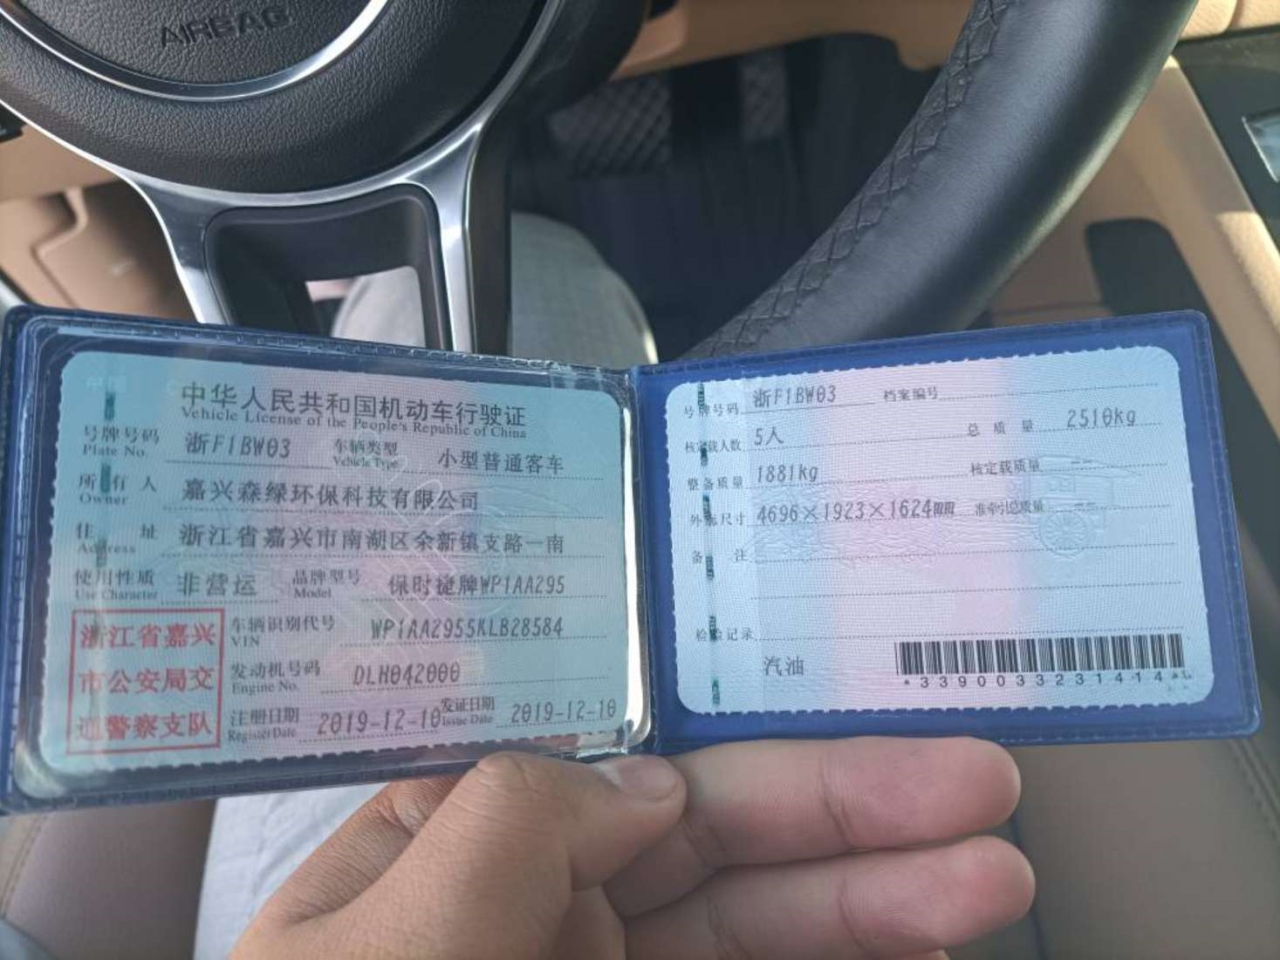 AIRBAG
中华人民共和国机动车行驶证
Vehicle License of the People's Republic of China
号牌号码 浙F1BW03 车辆类型 小型普通客车
Plate No. Vehicle Type
所有人 嘉兴森绿环保科技有限公司
Owner
住址 浙江省嘉兴市南湖区余新镇支路一南
Address
使用性质 非营运 品牌型号 保时捷牌WP1AA295
Use Character Model
浙江省嘉兴
市公安局交
通警察支队
车辆识别代号 WP1AA2955KLB28584
VIN
发动机号码 DLH042000
Engine No.
注册日期 2019-12-10 发证日期 2019-12-10
Register Date Issue Date
号牌号码 浙F1BW03 档案编号
核定载人数 5人 总质量 2510kg
整备质量 1881kg 核定载质量 --
外廓尺寸 4696×1923×1624mm 准牵引总质量 --
备注
检验记录
汽油
*3390033231414*